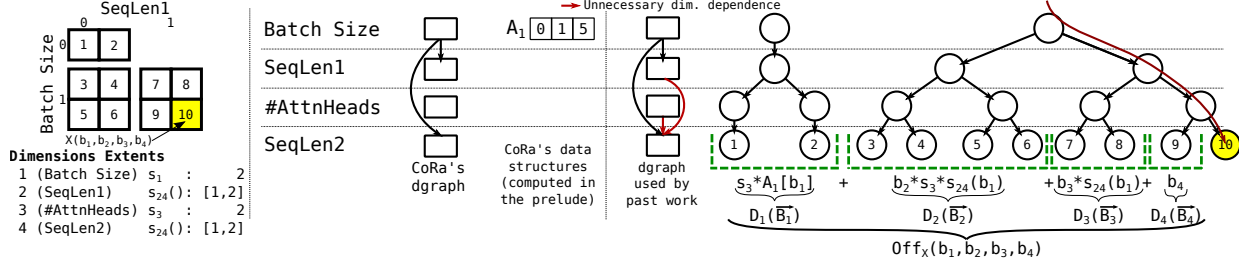 SeqLen1
0
1
Batch Size
0
1
1 2
3 4
5 6
7 8
9 10
X(b₁,b₂,b₃,b₄)
Dimensions Extents
1 (Batch Size) s₁ : 2
2 (SeqLen1) s₂₄(): [1,2]
3 (#AttnHeads) s₃ : 2
4 (SeqLen2) s₂₄(): [1,2]
Batch Size
SeqLen1
#AttnHeads
SeqLen2
CoRa's
dgraph
A₁ 0 1 5
CoRa's data
structures
(computed in
the prelude)
Unnecessary dim. dependence
dgraph
used by
past work
1 2 3 4 5 6 7 8 9 10
s₃*A₁[b₁] + b₂*s₃*s₂₄(b₁) +b₃*s₂₄(b₁)+ b₄
D₁(B₁⃗) D₂(B₂⃗) D₃(B₃⃗) D₄(B₄⃗)
Offₓ(b₁,b₂,b₃,b₄)